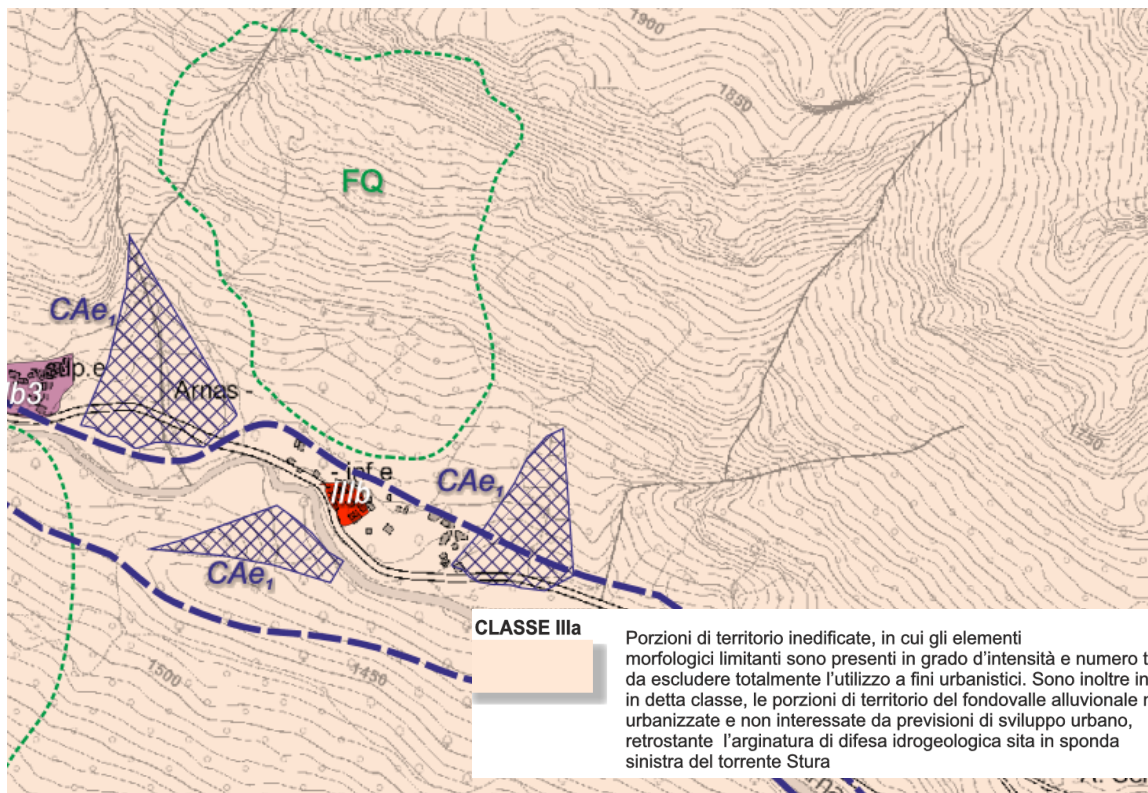 1900
1850
FQ
CAe1
sup.e
Arnas -
IIIb
- inf.e
CAe1
1750
CAe1
1500
1450
CLASSE IIIa
Porzioni di territorio inedificate, in cui gli elementi
morfologici limitanti sono presenti in grado d'intensità e numero t
da escludere totalmente l'utilizzo a fini urbanistici. Sono inoltre in
in detta classe, le porzioni di territorio del fondovalle alluvionale
urbanizzate e non interessate da previsioni di sviluppo urbano,
retrostante l'arginatura di difesa idrogeologica sita in sponda
sinistra del torrente Stura